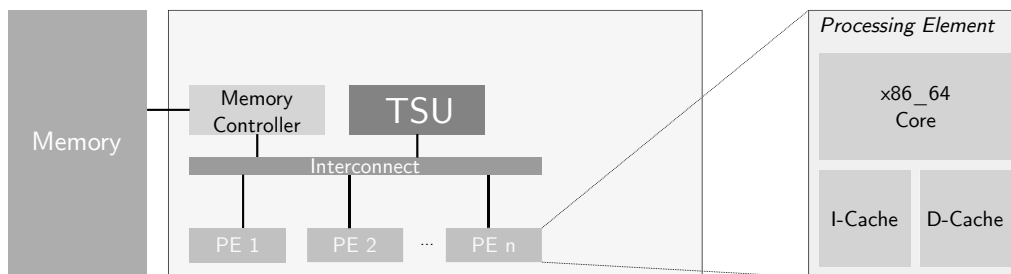 Memory
Memory
Controller
TSU
Interconnect
PE 1
PE 2
...
PE n
Processing Element
x86_64
Core
I-Cache
D-Cache